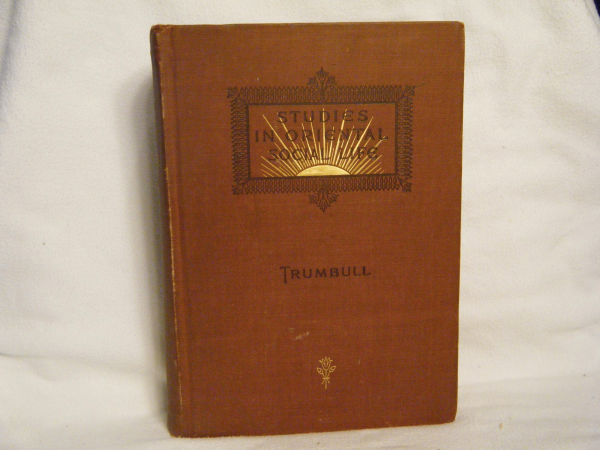 STUDIES
IN ORIENTAL
SOCIAL LIFE
TRUMBULL